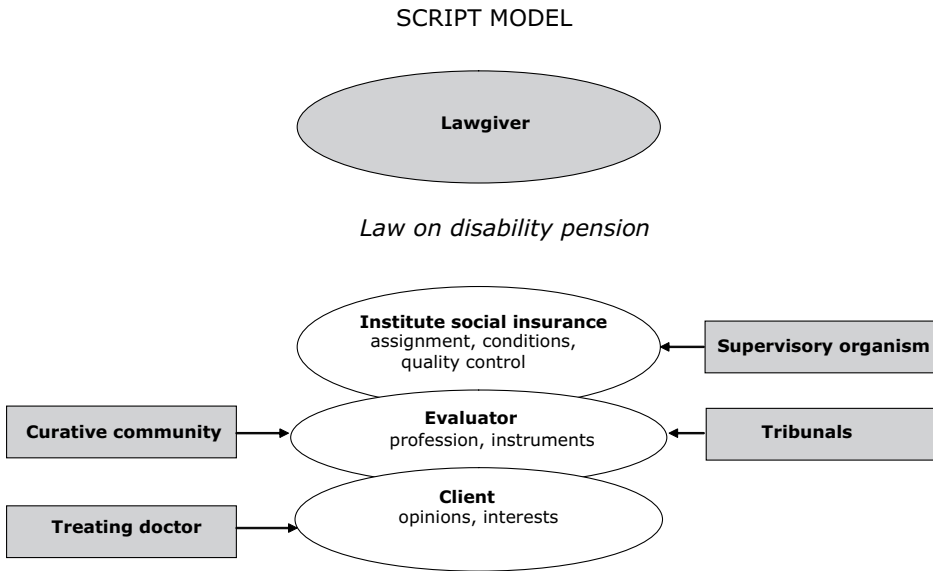 SCRIPT MODEL
Lawgiver
Law on disability pension
Institute social insurance
assignment, conditions,
quality control
Supervisory organism
Curative community
Evaluator
profession, instruments
Tribunals
Treating doctor
Client
opinions, interests